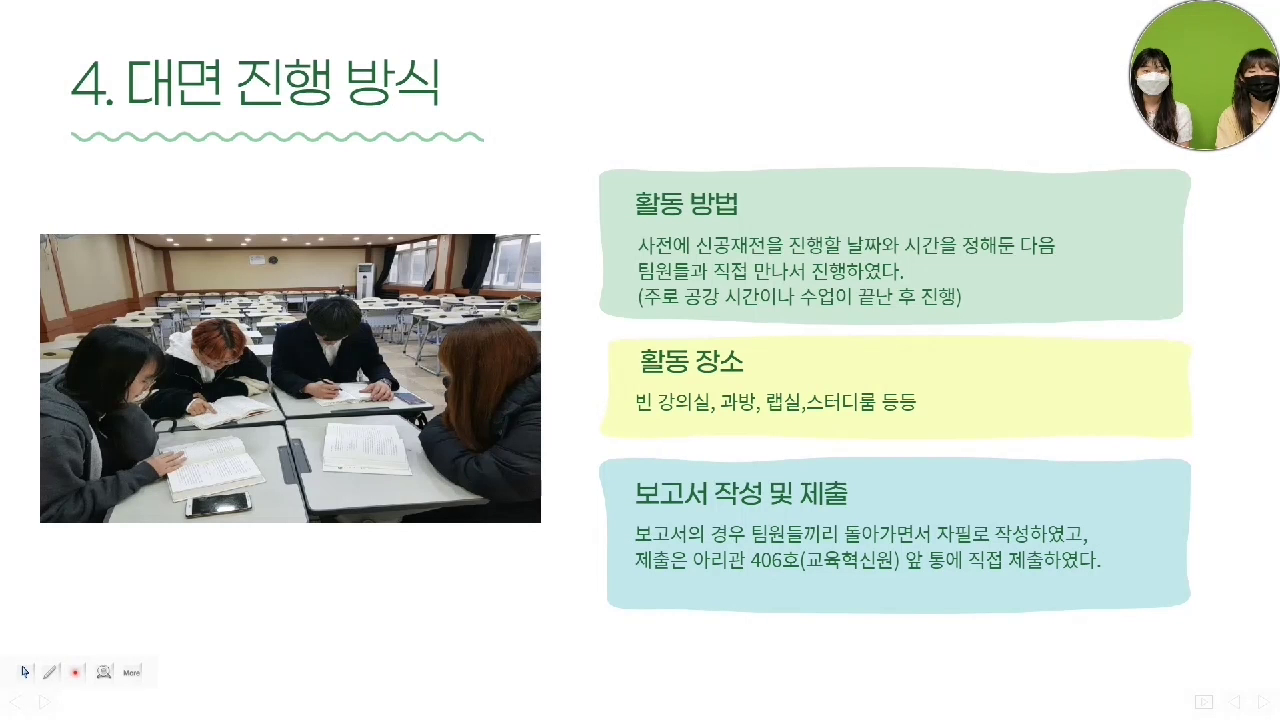 4. 대면 진행 방식
활동 방법
사전에 신공재전을 진행할 날짜와 시간을 정해둔 다음
팀원들과 직접 만나서 진행하였다.
(주로 공강 시간이나 수업이 끝난 후 진행)
활동 장소
빈 강의실, 과방, 랩실,스터디룸 등등
보고서 작성 및 제출
보고서의 경우 팀원들끼리 돌아가면서 자필로 작성하였고,
제출은 아리관 406호(교육혁신원) 앞 통에 직접 제출하였다.
More